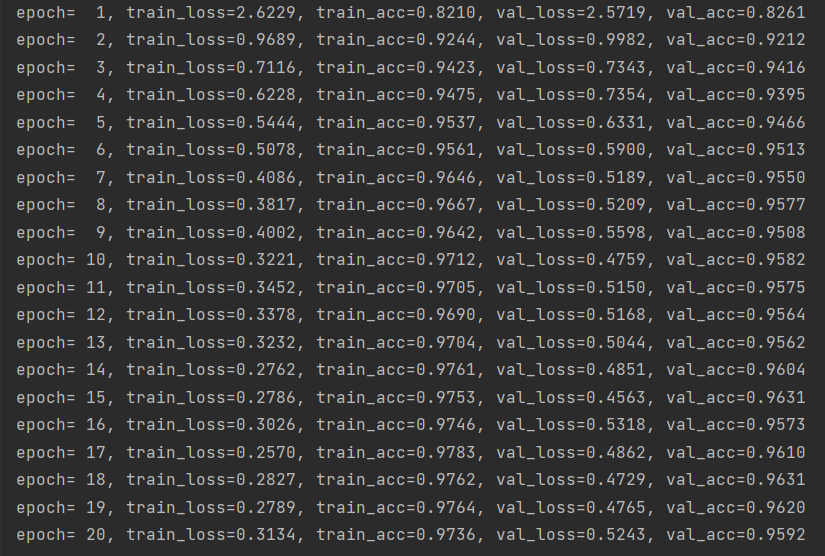 epoch=  1, train_loss=2.6229, train_acc=0.8210, val_loss=2.5719, val_acc=0.8261
epoch=  2, train_loss=0.9689, train_acc=0.9244, val_loss=0.9982, val_acc=0.9212
epoch=  3, train_loss=0.7116, train_acc=0.9423, val_loss=0.7343, val_acc=0.9416
epoch=  4, train_loss=0.6228, train_acc=0.9475, val_loss=0.7354, val_acc=0.9395
epoch=  5, train_loss=0.5444, train_acc=0.9537, val_loss=0.6331, val_acc=0.9466
epoch=  6, train_loss=0.5078, train_acc=0.9561, val_loss=0.5900, val_acc=0.9513
epoch=  7, train_loss=0.4086, train_acc=0.9646, val_loss=0.5189, val_acc=0.9550
epoch=  8, train_loss=0.3817, train_acc=0.9667, val_loss=0.5209, val_acc=0.9577
epoch=  9, train_loss=0.4002, train_acc=0.9642, val_loss=0.5598, val_acc=0.9508
epoch= 10, train_loss=0.3221, train_acc=0.9712, val_loss=0.4759, val_acc=0.9582
epoch= 11, train_loss=0.3452, train_acc=0.9705, val_loss=0.5150, val_acc=0.9575
epoch= 12, train_loss=0.3378, train_acc=0.9690, val_loss=0.5168, val_acc=0.9564
epoch= 13, train_loss=0.3232, train_acc=0.9704, val_loss=0.5044, val_acc=0.9562
epoch= 14, train_loss=0.2762, train_acc=0.9761, val_loss=0.4851, val_acc=0.9604
epoch= 15, train_loss=0.2786, train_acc=0.9753, val_loss=0.4563, val_acc=0.9631
epoch= 16, train_loss=0.3026, train_acc=0.9746, val_loss=0.5318, val_acc=0.9573
epoch= 17, train_loss=0.2570, train_acc=0.9783, val_loss=0.4862, val_acc=0.9610
epoch= 18, train_loss=0.2827, train_acc=0.9762, val_loss=0.4729, val_acc=0.9631
epoch= 19, train_loss=0.2789, train_acc=0.9764, val_loss=0.4765, val_acc=0.9620
epoch= 20, train_loss=0.3134, train_acc=0.9736, val_loss=0.5243, val_acc=0.9592